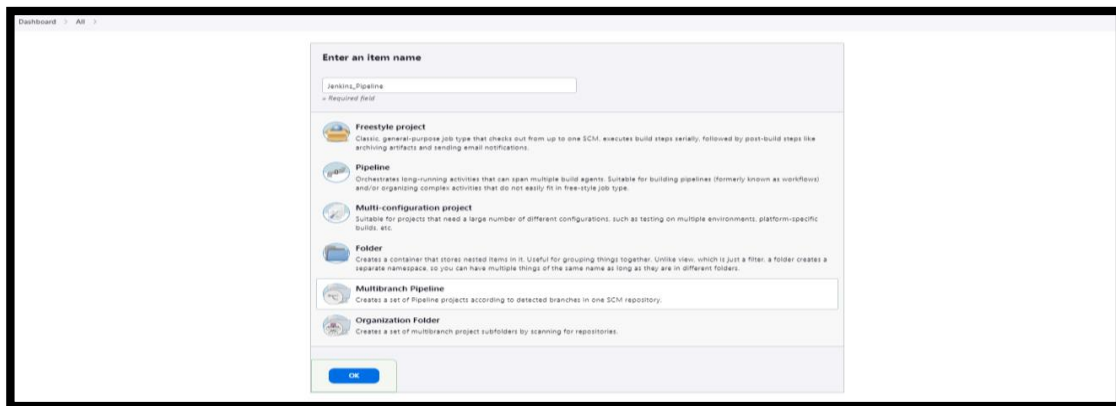 Dashboard > All >
Enter an item name
Jenkins_Pipeline
» Required field
Freestyle project
Classic, general-purpose job type that checks out from up to one SCM, executes build steps serially, followed by post-build steps like
archiving artifacts and sending email notifications.
Pipeline
Orchestrates long-running activities that can span multiple build agents. Suitable for building pipelines (formerly known as workflows)
and/or organizing complex activities that do not easily fit in free-style job type.
Multi-configuration project
Suitable for projects that need a large number of different configurations, such as testing on multiple environments, platform-specific
builds, etc.
Folder
Creates a container that stores nested items in it. Useful for grouping things together. Unlike view, which is just a filter, a folder creates a
separate namespace, so you can have multiple things of the same name as long as they are in different folders.
Multibranch Pipeline
Creates a set of Pipeline projects according to detected branches in one SCM repository.
Organization Folder
Creates a set of multibranch project subfolders by scanning for repositories.
OK